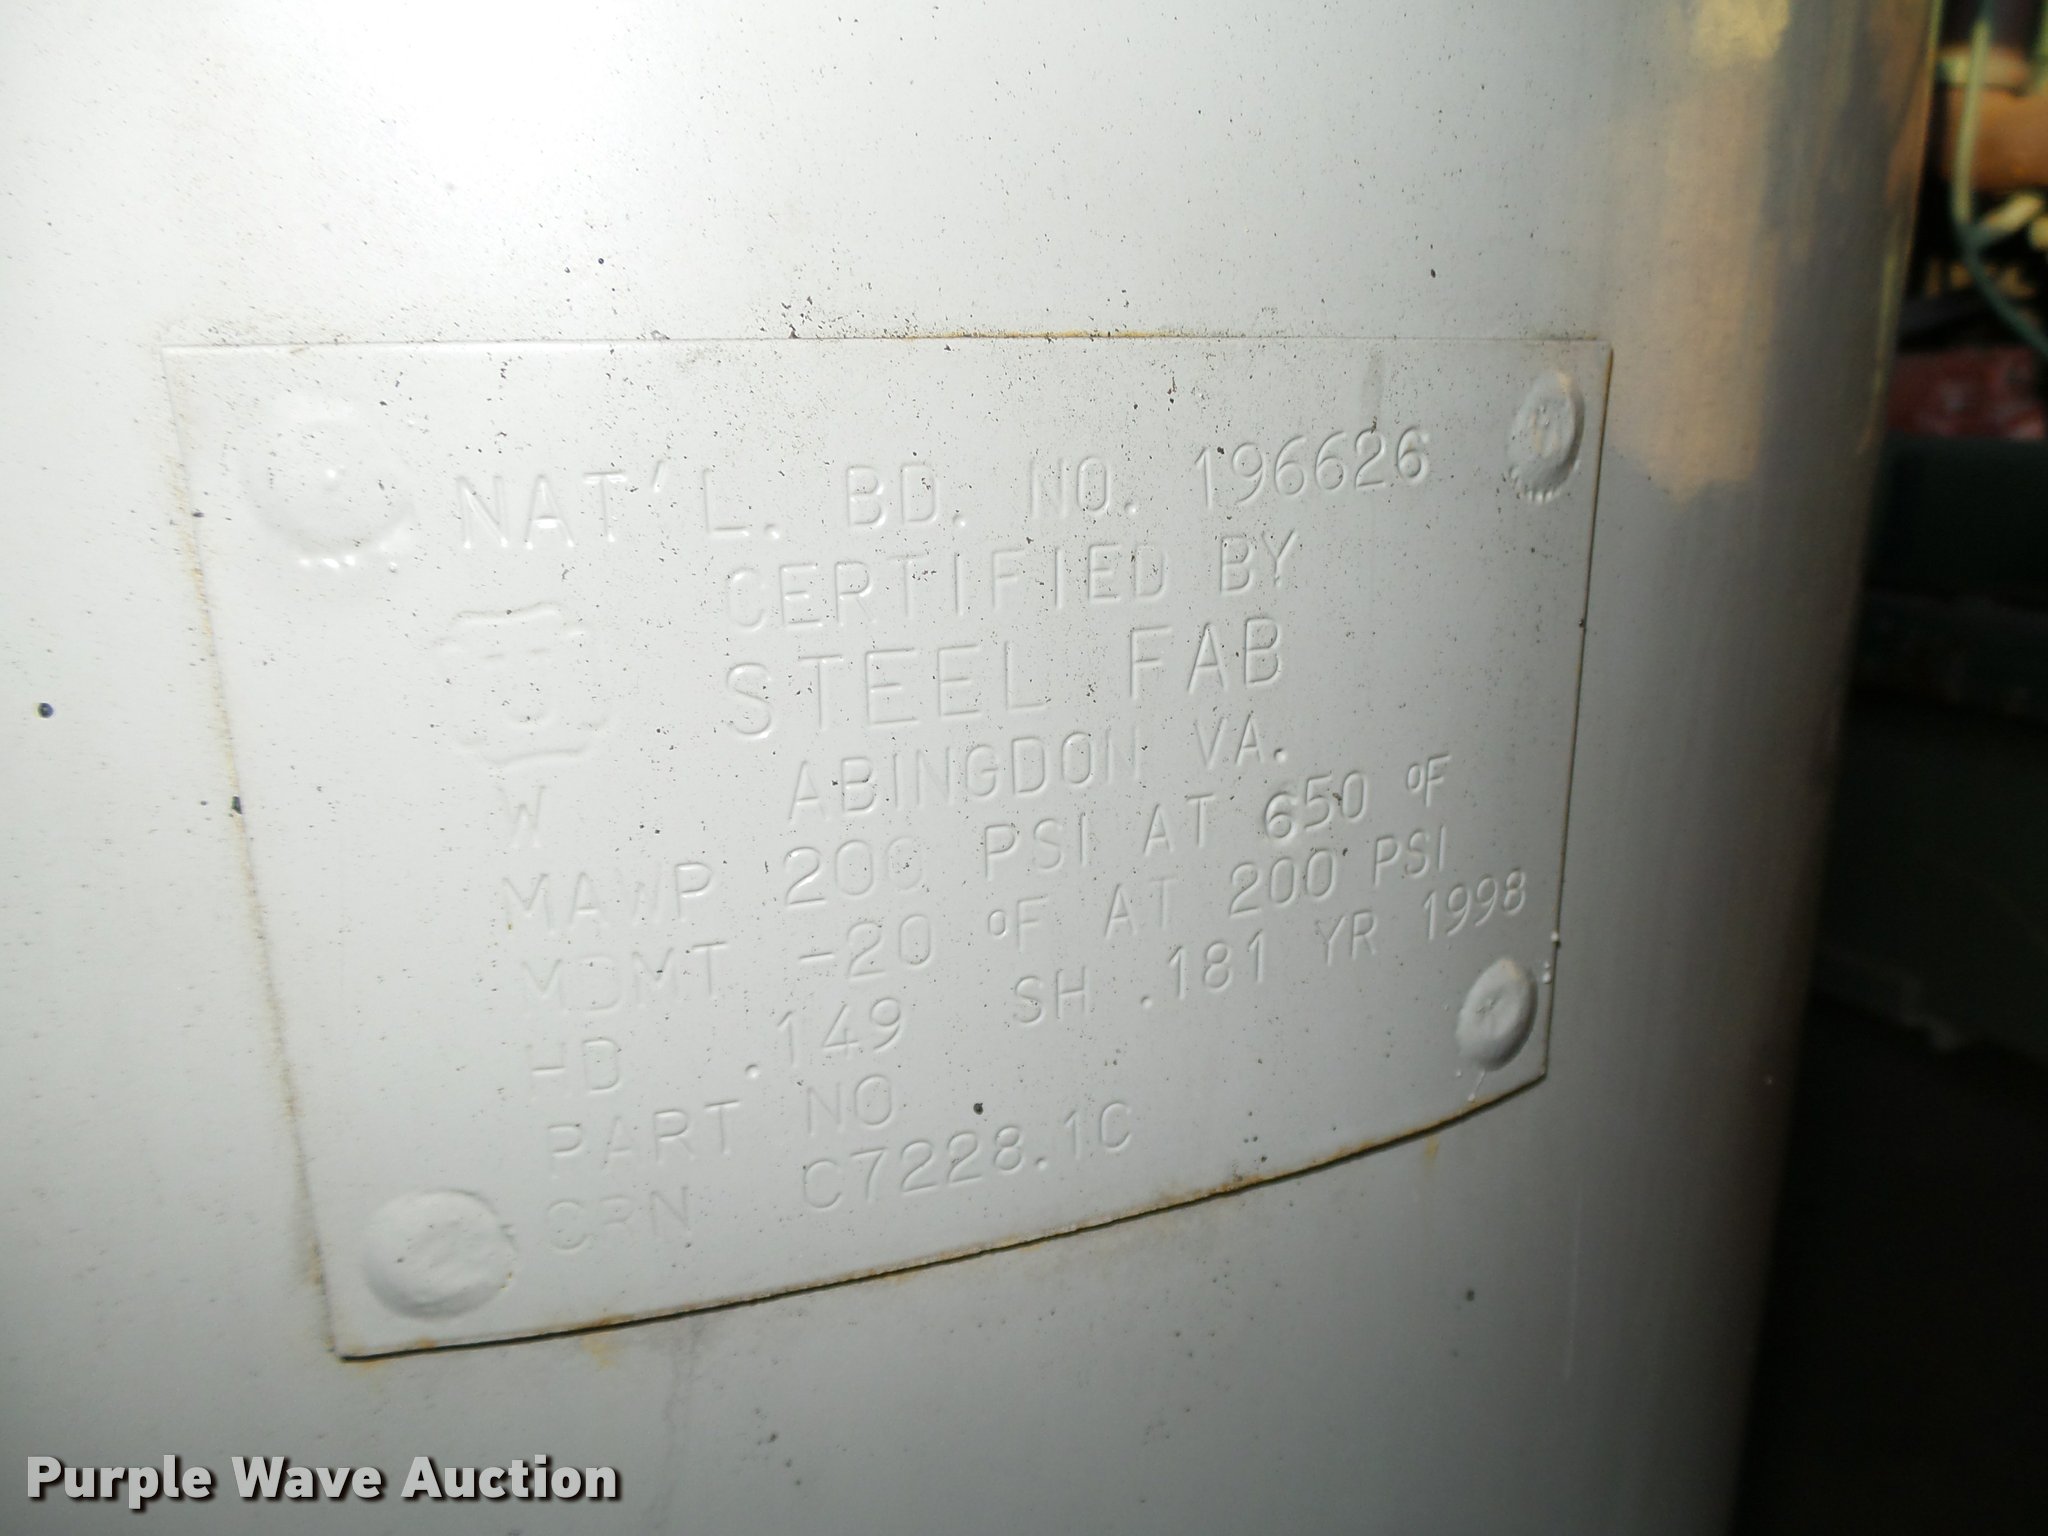 NAT'L. BD. NO. 196626
CERTIFIED BY
STEEL FAB
ABINGDON VA.
W
MAWP 200 PSI AT 650 °F
MDMT -20 °F AT 200 PSI
HD .149 SH .181 YR 1998
PART NO
CRN C7228.1C
Purple Wave Auction